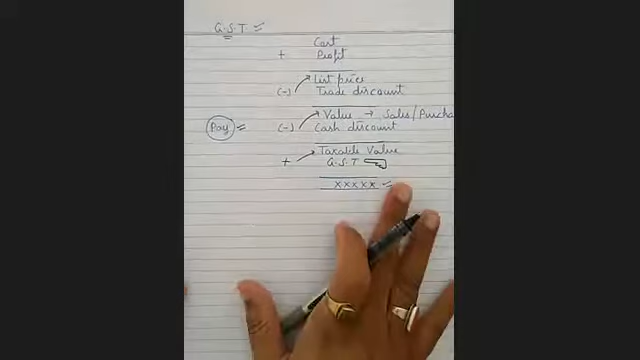 G.S.T
Cost
+ Profit
List price
(-) Trade discount
Value → Sales/Purcha
Pay = (-) Cash discount
Taxable Value
+ G.S.T
xxxxx